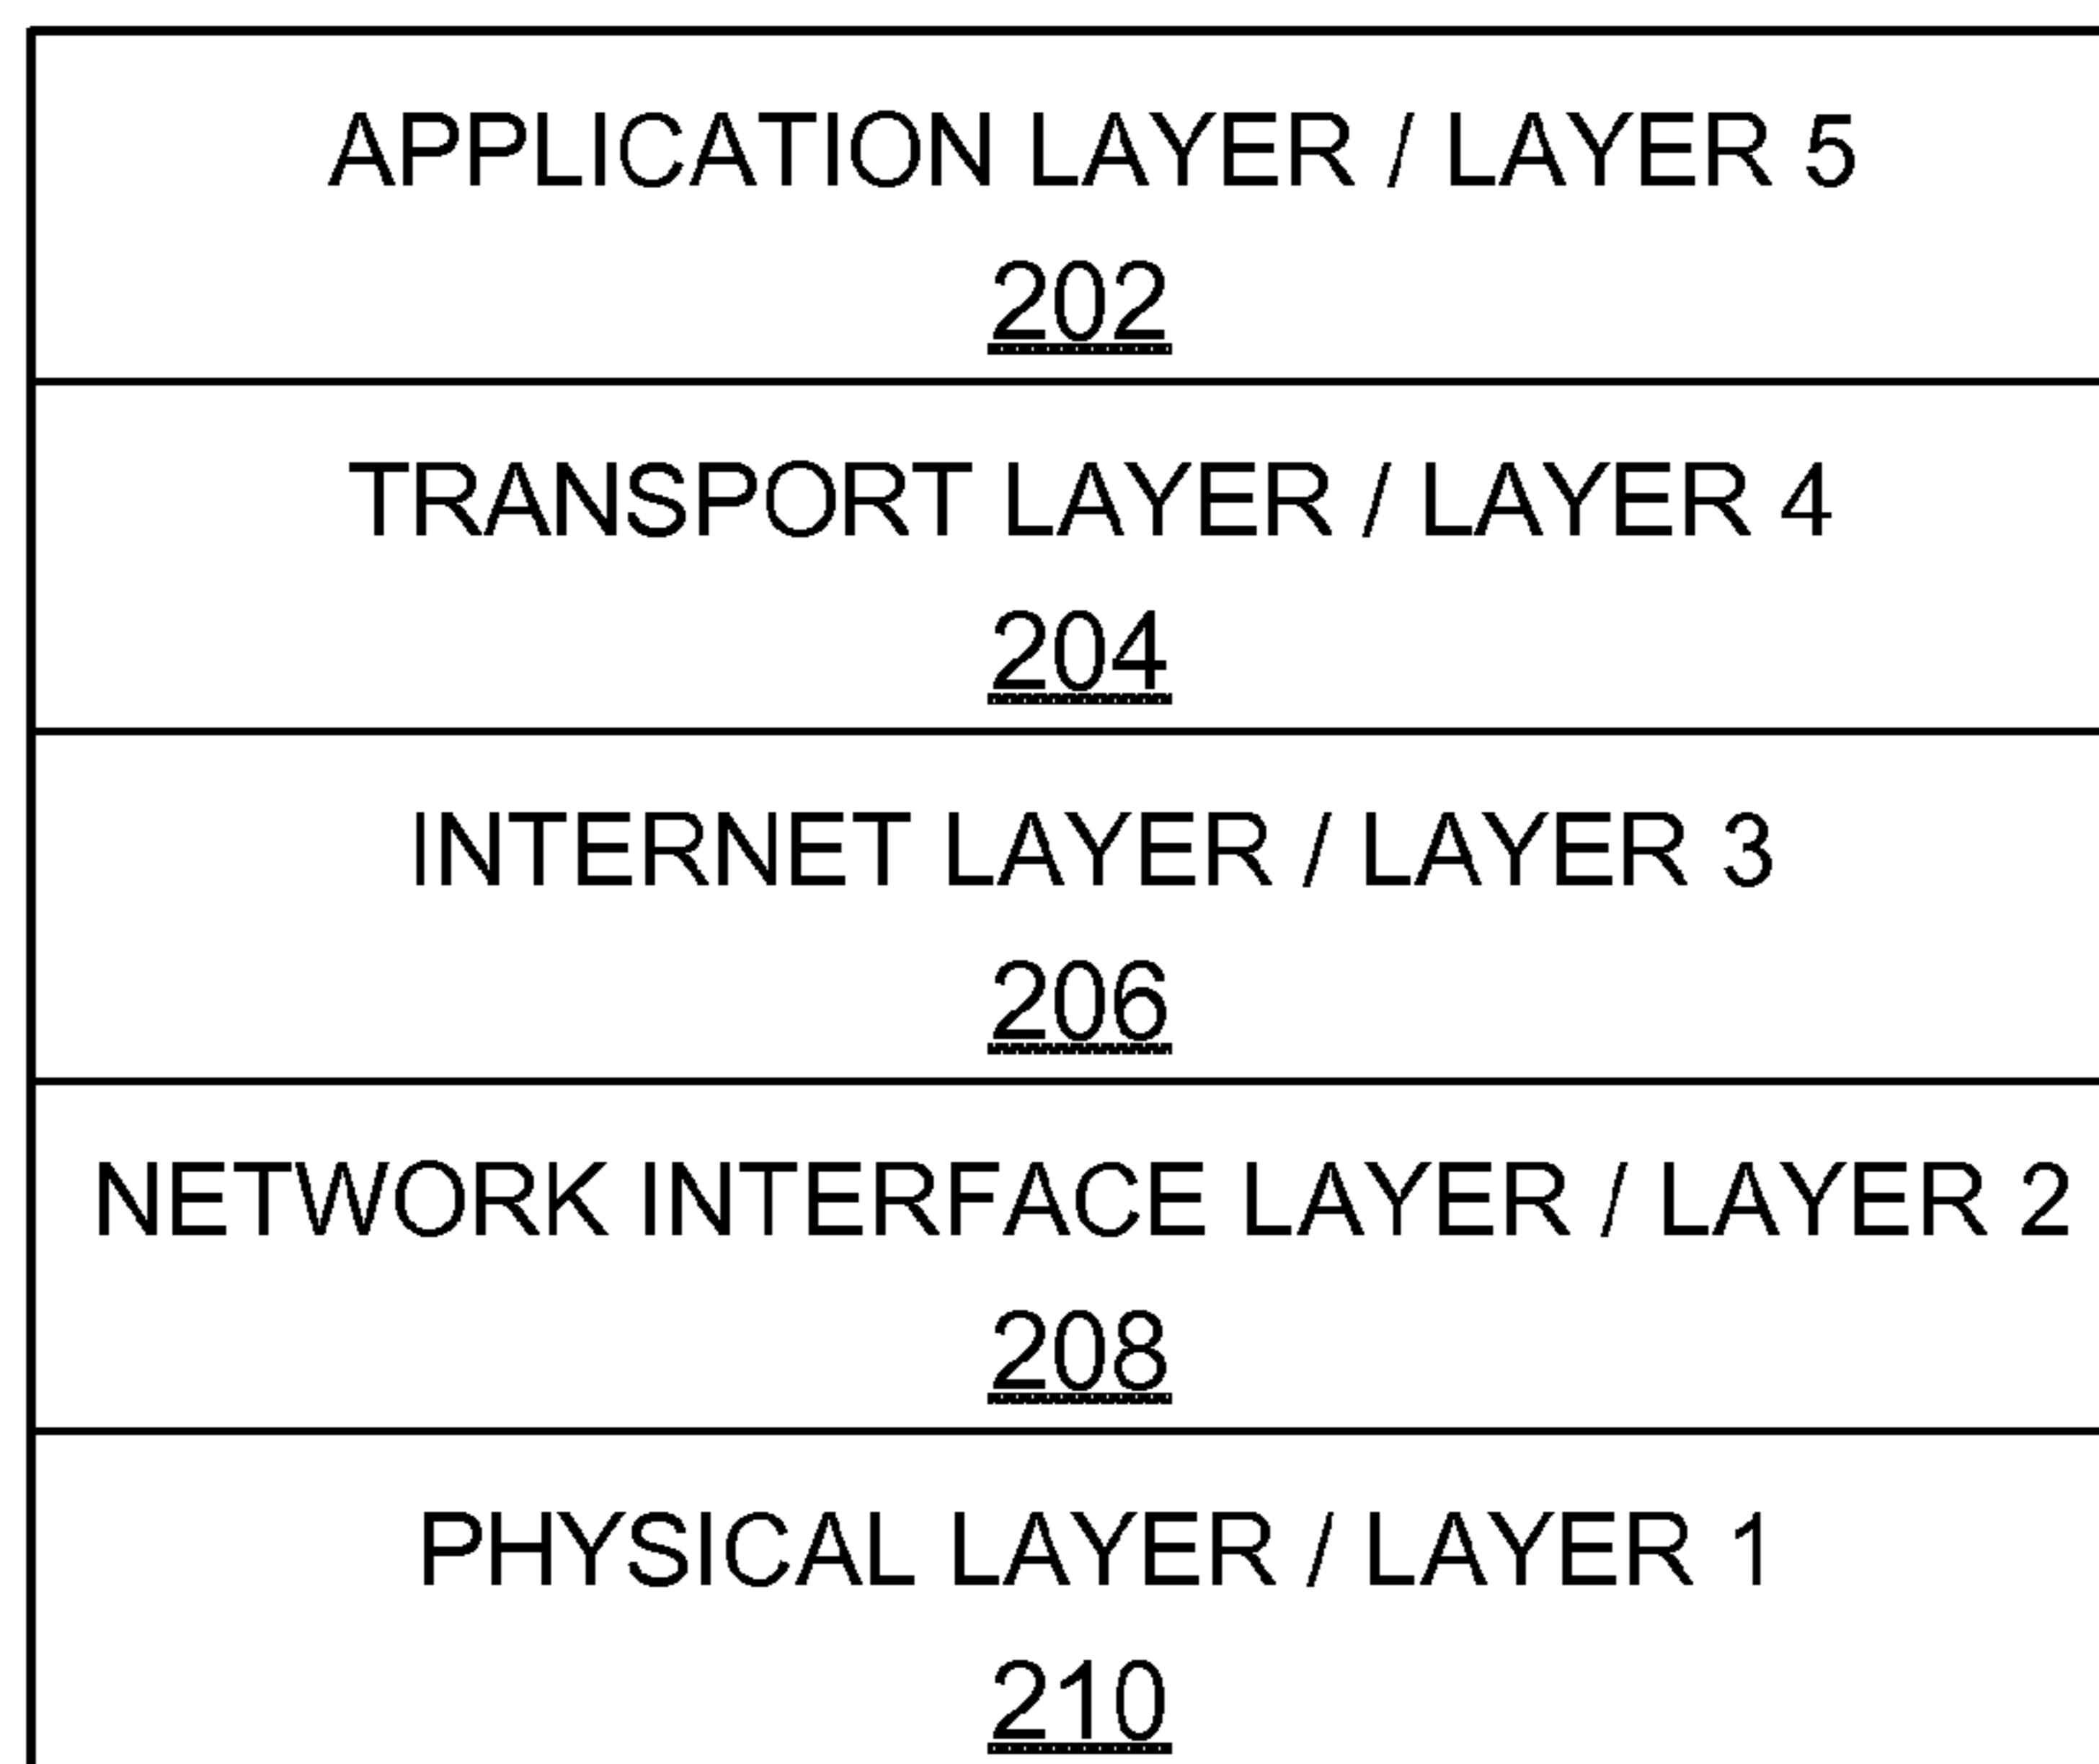 APPLICATION LAYER / LAYER 5
202
TRANSPORT LAYER / LAYER 4
204
INTERNET LAYER / LAYER 3
206
NETWORK INTERFACE LAYER / LAYER 2
208
PHYSICAL LAYER / LAYER 1
210